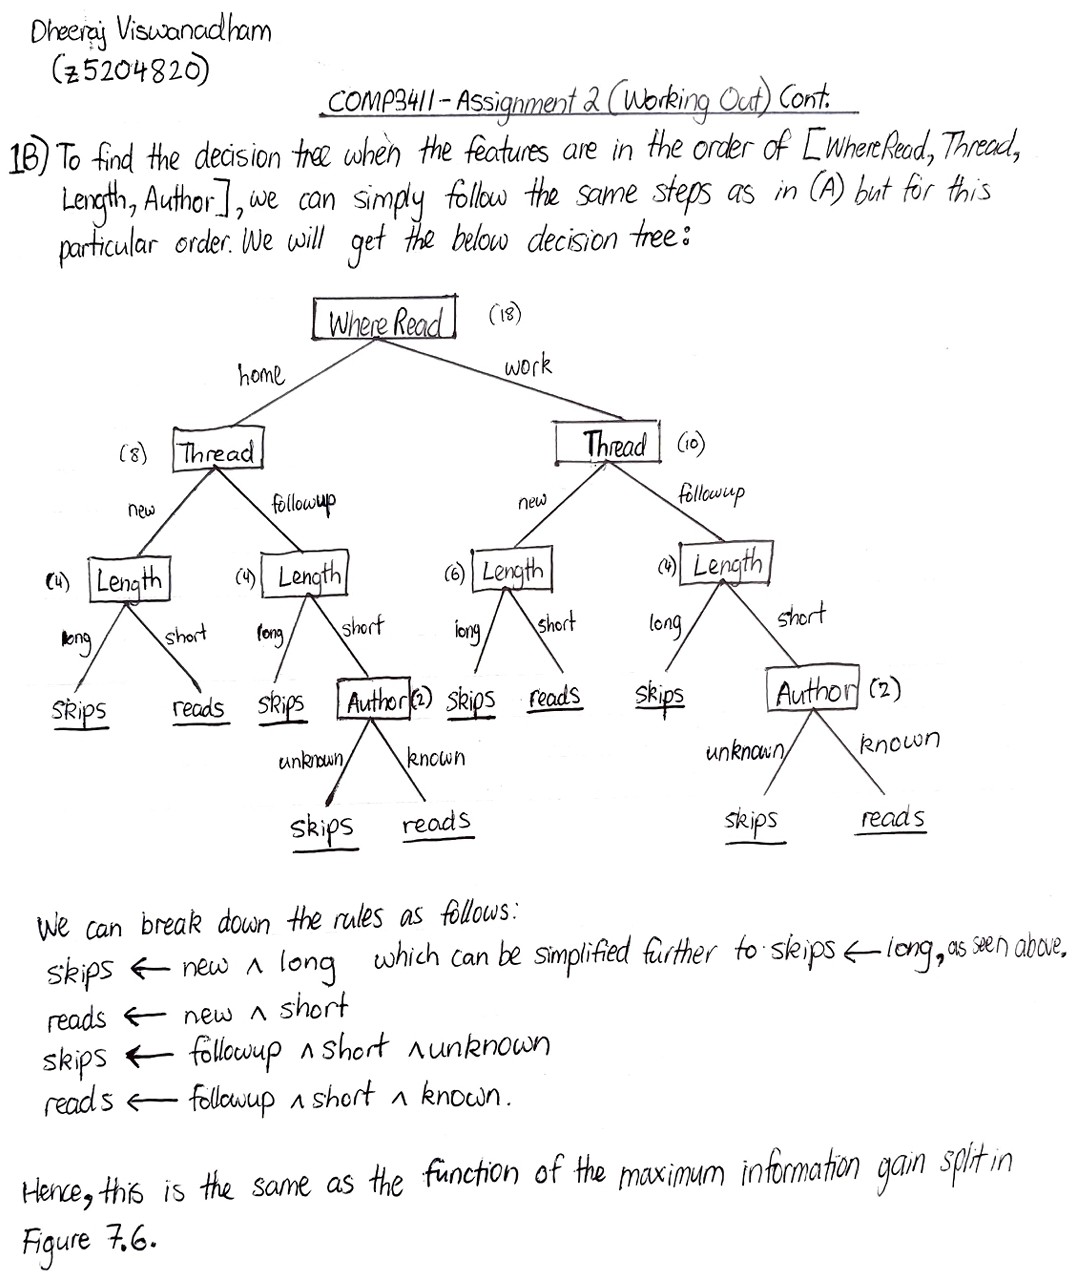 Dheeraj Viswanadham
(z5204820)
COMP3411 - Assignment 2 (Working Out) Cont.
1B) To find the decision tree when the features are in the order of [WhereRead, Thread,
Length, Author], we can simply follow the same steps as in (A) but for this
particular order. We will get the below decision tree:
Where Read (18)
home work
(8) Thread Thread (10)
new followup new followup
(4) Length (4) Length (6) Length (4) Length
long short long short long short long short
skips reads skips Author (2) skips reads skips Author (2)
unknown known unknown known
skips reads skips reads
We can break down the rules as follows:
skips ← new ∧ long which can be simplified further to skips ← long, as seen above.
reads ← new ∧ short
skips ← followup ∧ short ∧ unknown
reads ← followup ∧ short ∧ known.
Hence, this is the same as the function of the maximum information gain split in
Figure 7.6.